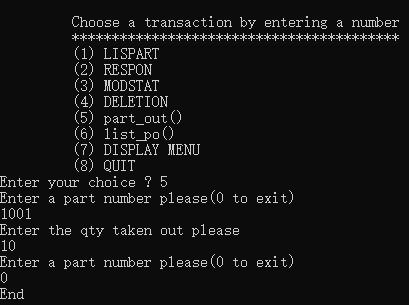 Choose a transaction by entering a number
*****************************************
(1) LISPART
(2) RESPON
(3) MODSTAT
(4) DELETION
(5) part_out()
(6) list_po()
(7) DISPLAY MENU
(8) QUIT
Enter your choice ? 5
Enter a part number please(0 to exit)
1001
Enter the qty taken out please
10
Enter a part number please(0 to exit)
0
End